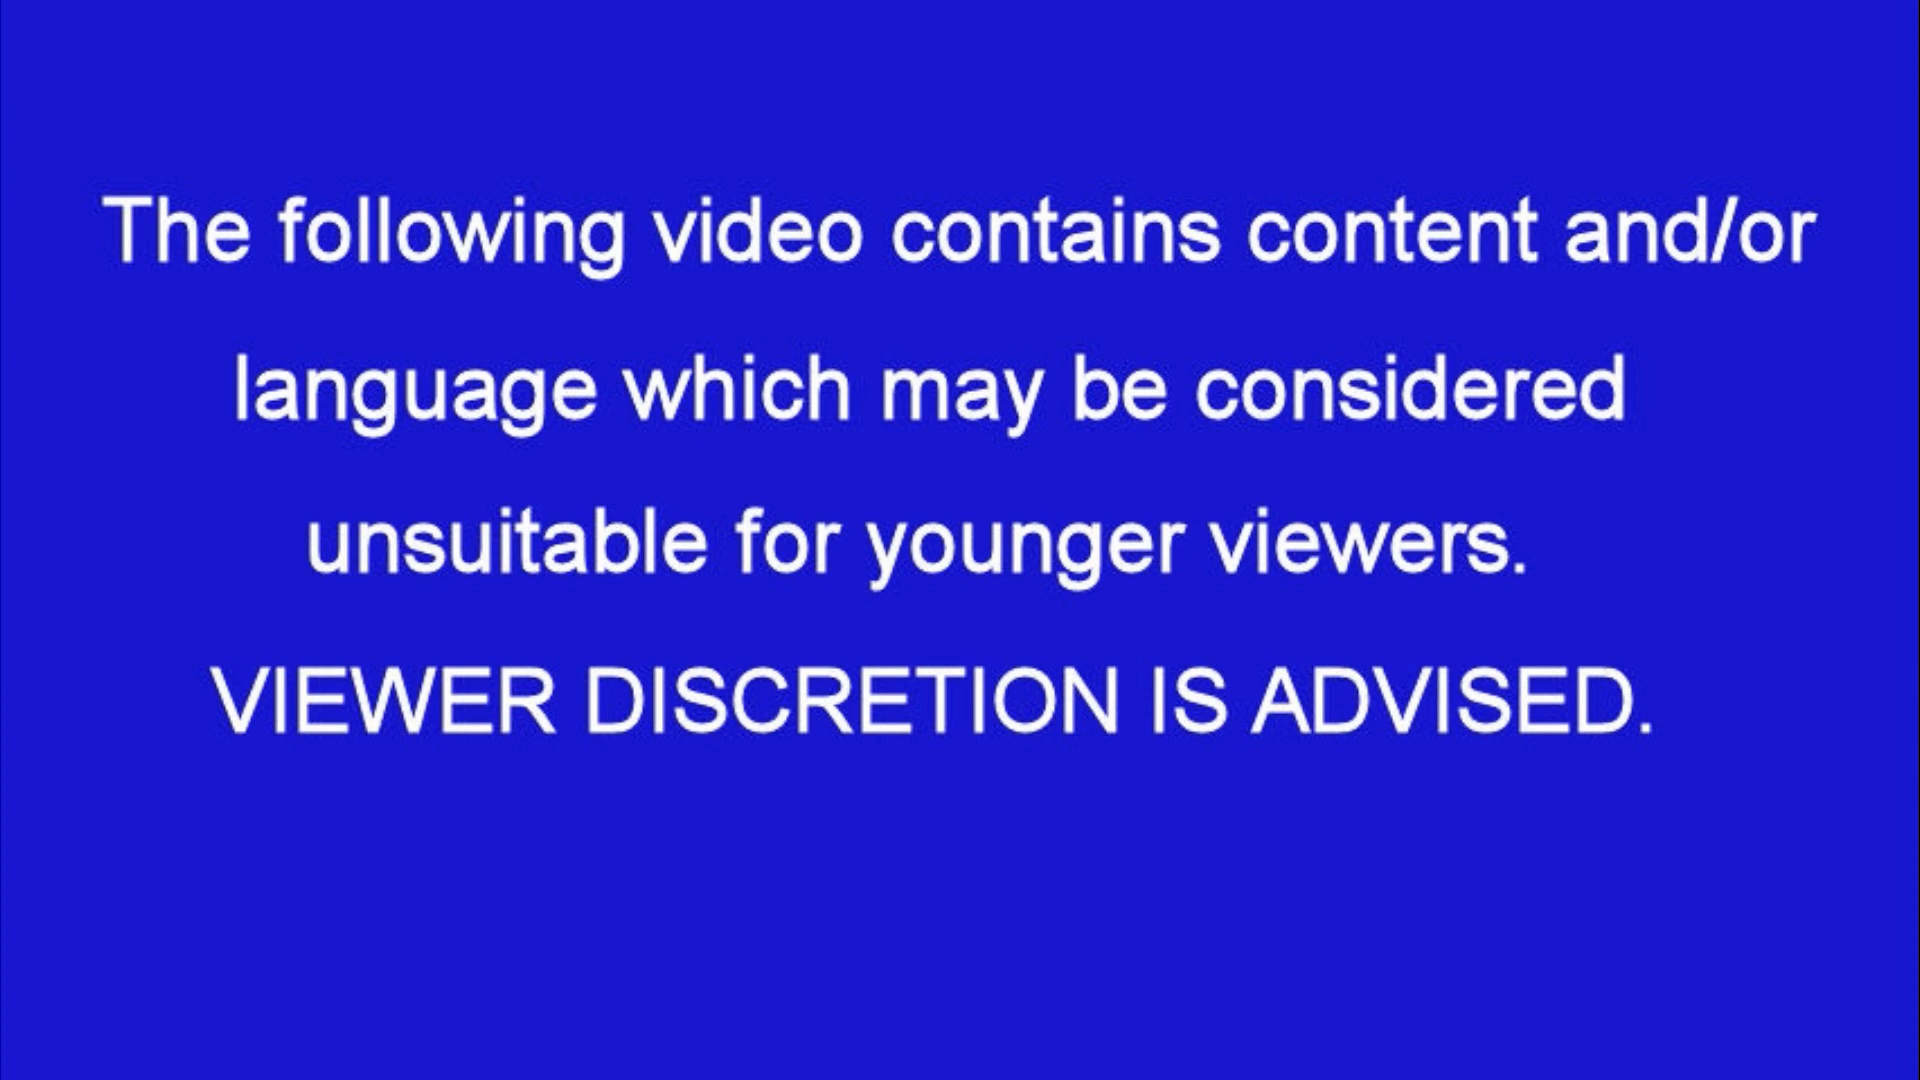 The following video contains content and/or
language which may be considered
unsuitable for younger viewers.
VIEWER DISCRETION IS ADVISED.